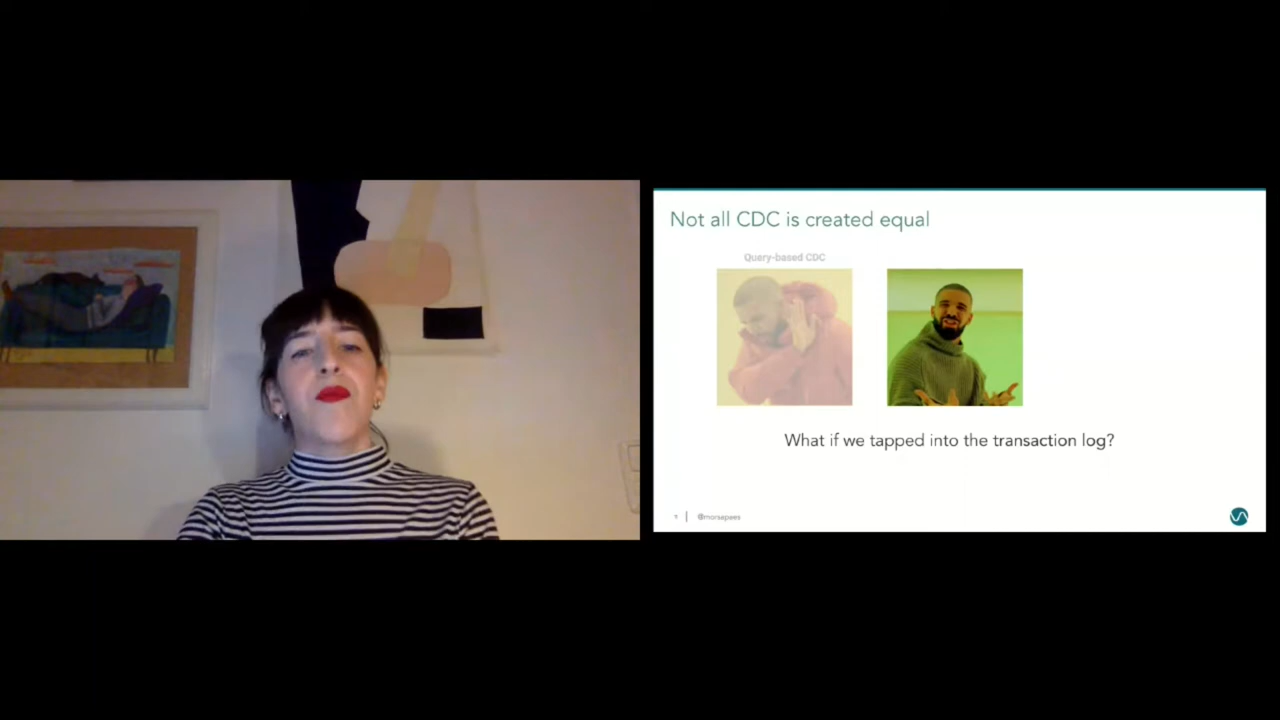 Not all CDC is created equal
Query-based CDC
What if we tapped into the transaction log?
@morsapaes